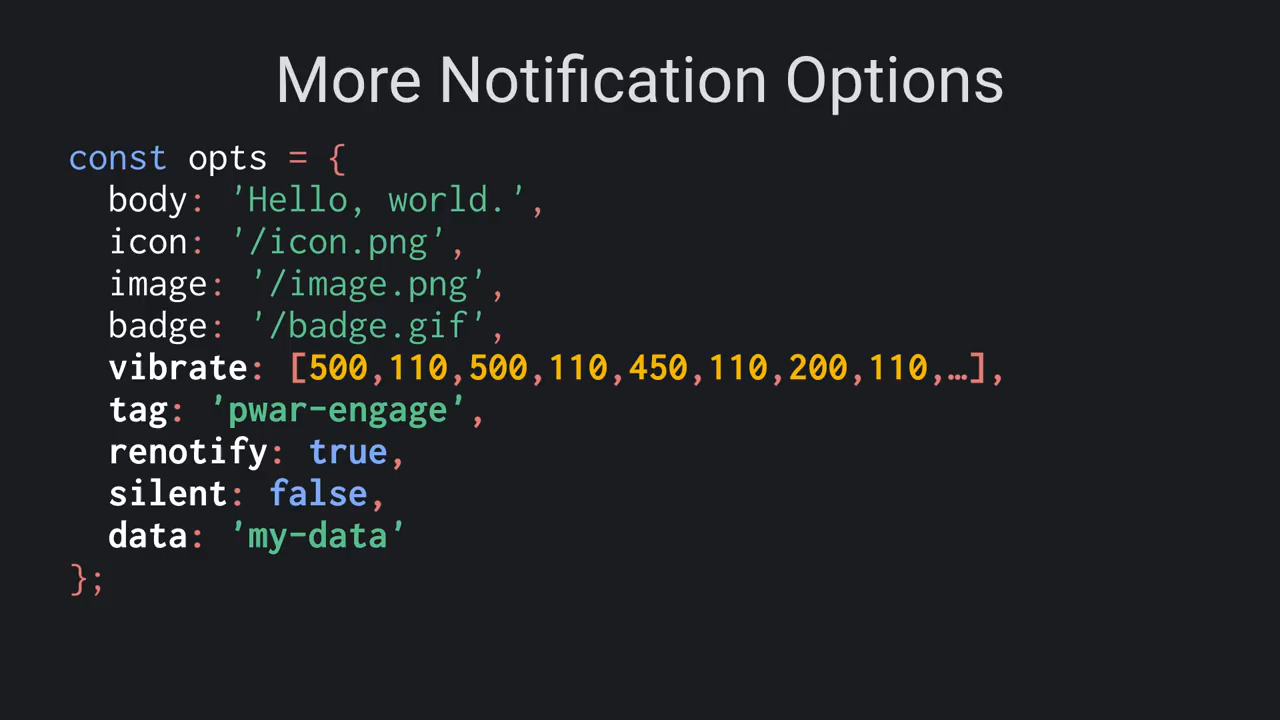 More Notification Options
const opts = {
  body: 'Hello, world.',
  icon: '/icon.png',
  image: '/image.png',
  badge: '/badge.gif',
  vibrate: [500,110,500,110,450,110,200,110,…],
  tag: 'pwar-engage',
  renotify: true,
  silent: false,
  data: 'my-data'
};